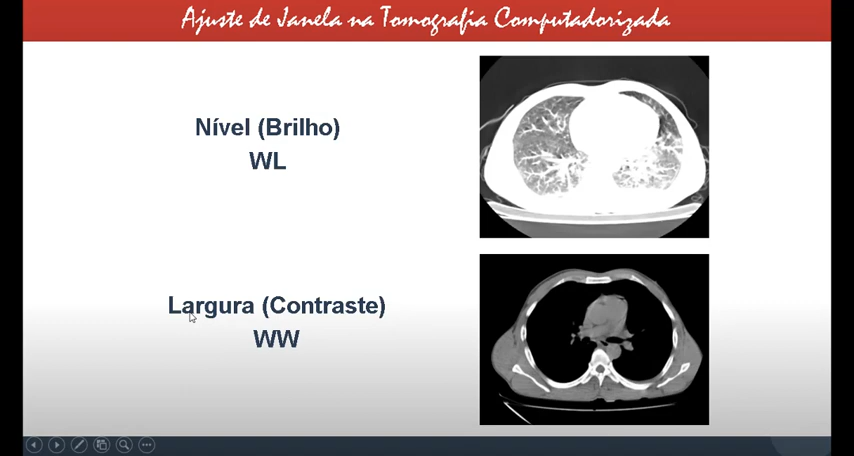 Ajuste de Janela na Tomografia Computadorizada
Nível (Brilho)
WL
Largura (Contraste)
WW